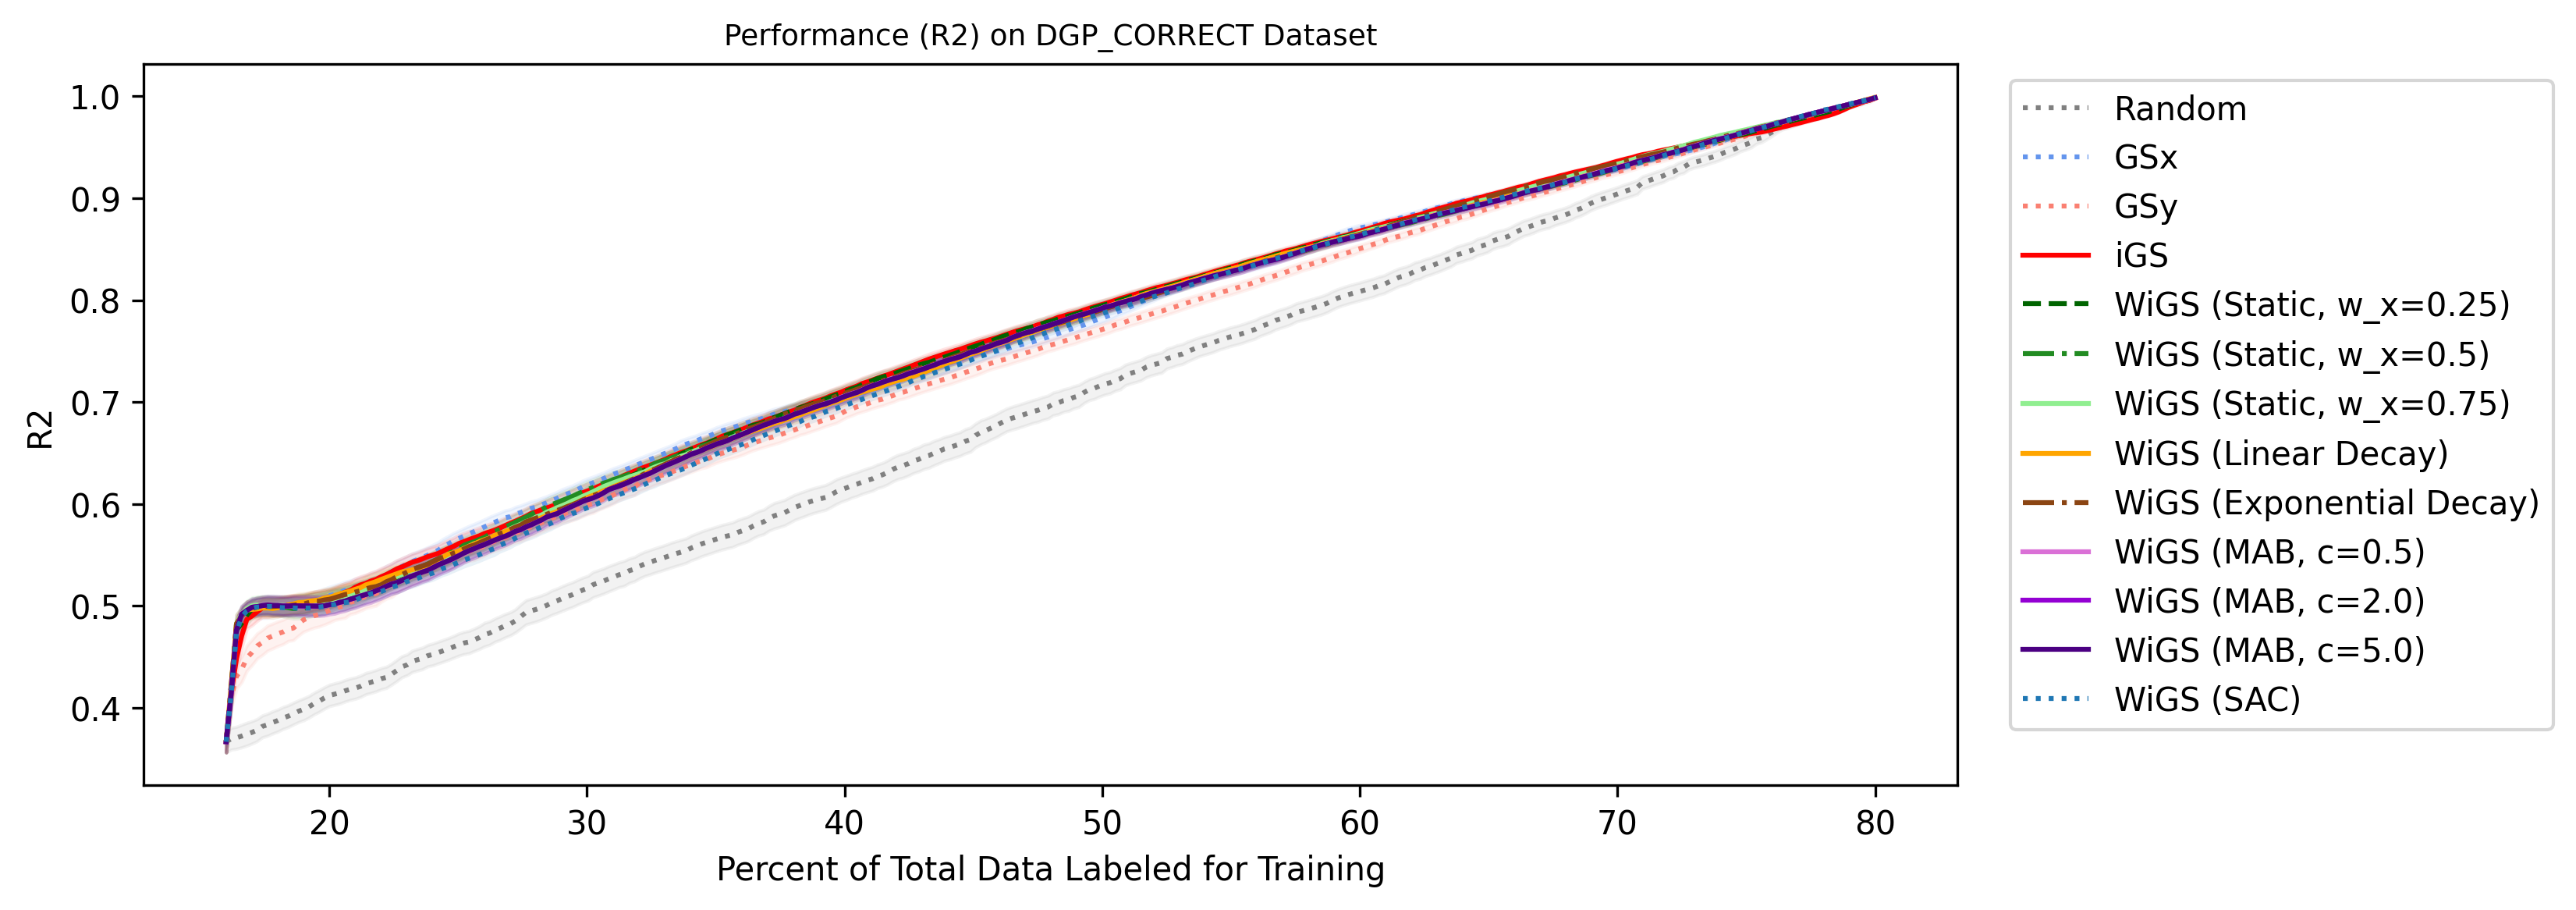 Performance (R2) on DGP_CORRECT Dataset
1.0
0.9
0.8
0.7
0.6
0.5
0.4
R2
20 30 40 50 60 70 80
Percent of Total Data Labeled for Training
Random
GSx
GSy
iGS
WiGS (Static, w_x=0.25)
WiGS (Static, w_x=0.5)
WiGS (Static, w_x=0.75)
WiGS (Linear Decay)
WiGS (Exponential Decay)
WiGS (MAB, c=0.5)
WiGS (MAB, c=2.0)
WiGS (MAB, c=5.0)
WiGS (SAC)